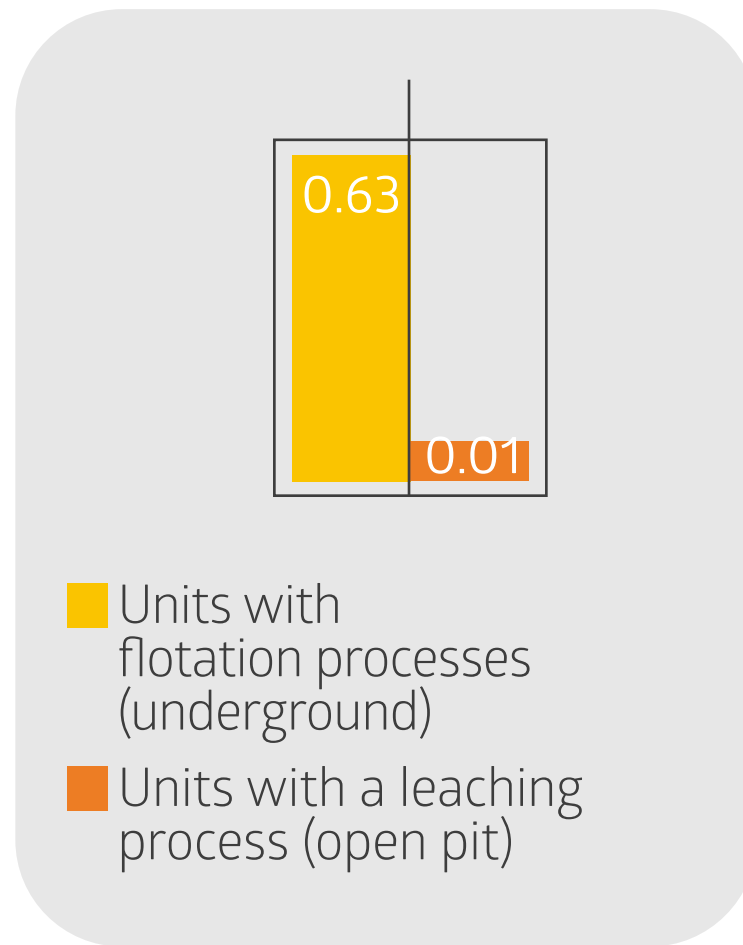 0.63
0.01
Units with
flotation processes
(underground)
Units with a leaching
process (open pit)